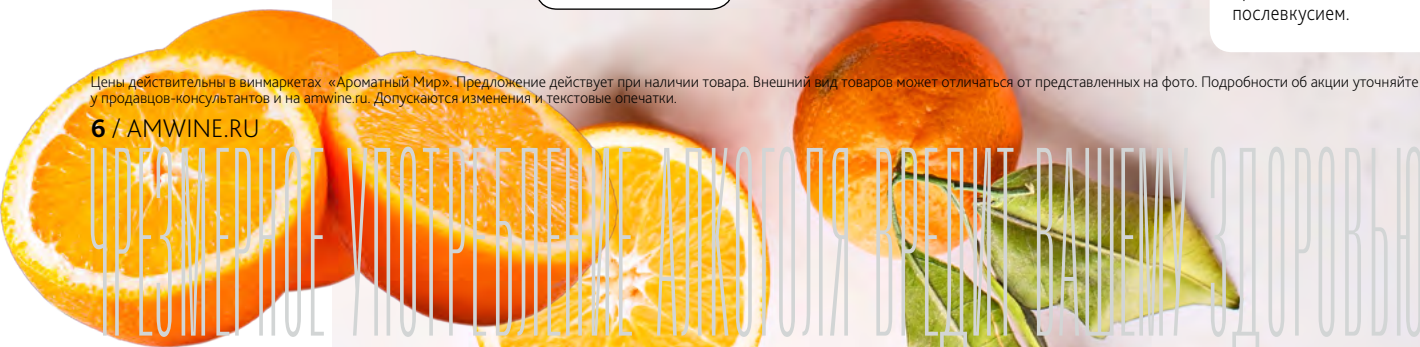 послевкусием.
Цены действительны в винмаркетах «Ароматный Мир». Предложение действует при наличии товара. Внешний вид товаров может отличаться от представленных на фото. Подробности об акции уточняйте
у продавцов-консультантов и на amwine.ru. Допускаются изменения и текстовые опечатки.
6 / AMWINE.RU
ЧРЕЗМЕРНОЕ УПОТРЕБЛЕНИЕ АЛКОГОЛЯ ВРЕДИТ ВАШЕМУ ЗДОРОВЬЮ